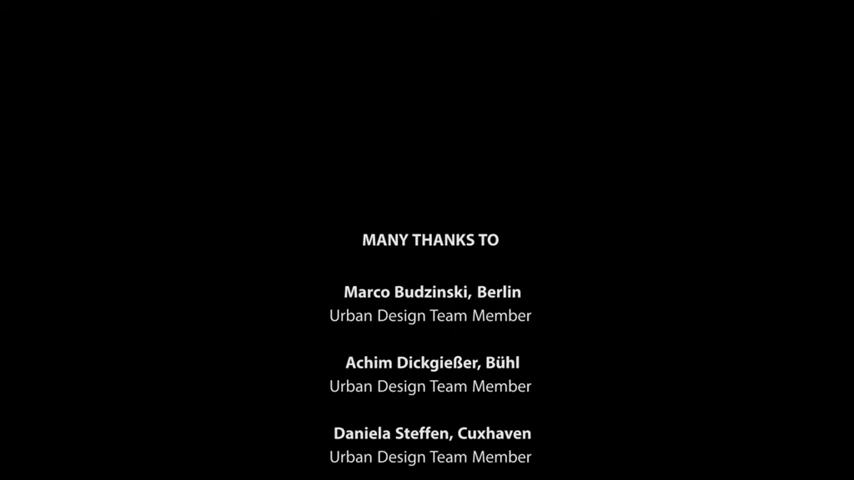 MANY THANKS TO
Marco Budzinski, Berlin
Urban Design Team Member
Achim Dickgießer, Bühl
Urban Design Team Member
Daniela Steffen, Cuxhaven
Urban Design Team Member